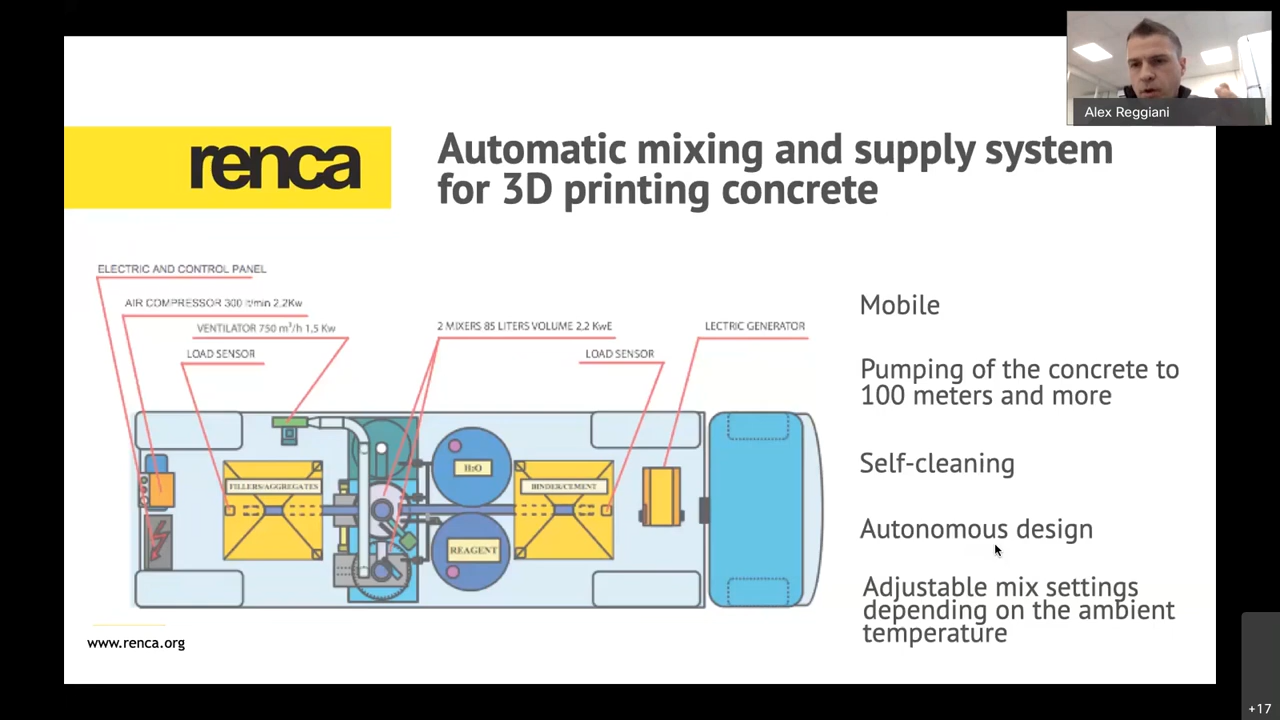 Alex Reggiani
renca
Automatic mixing and supply system
for 3D printing concrete
ELECTRIC AND CONTROL PANEL
AIR COMPRESSOR 300 l/min 2,2Kw
VENTILATOR 750 m³/h 1,5 Kw
2 MIXERS 85 LITERS VOLUME 2,2 KwE
LECTRIC GENERATOR
LOAD SENSOR
LOAD SENSOR
H2O
FILLERS/AGGREGATES
BINDER/CEMENT
REAGENT
Mobile
Pumping of the concrete to
100 meters and more
Self-cleaning
Autonomous design
Adjustable mix settings
depending on the ambient
temperature
www.renca.org
+17